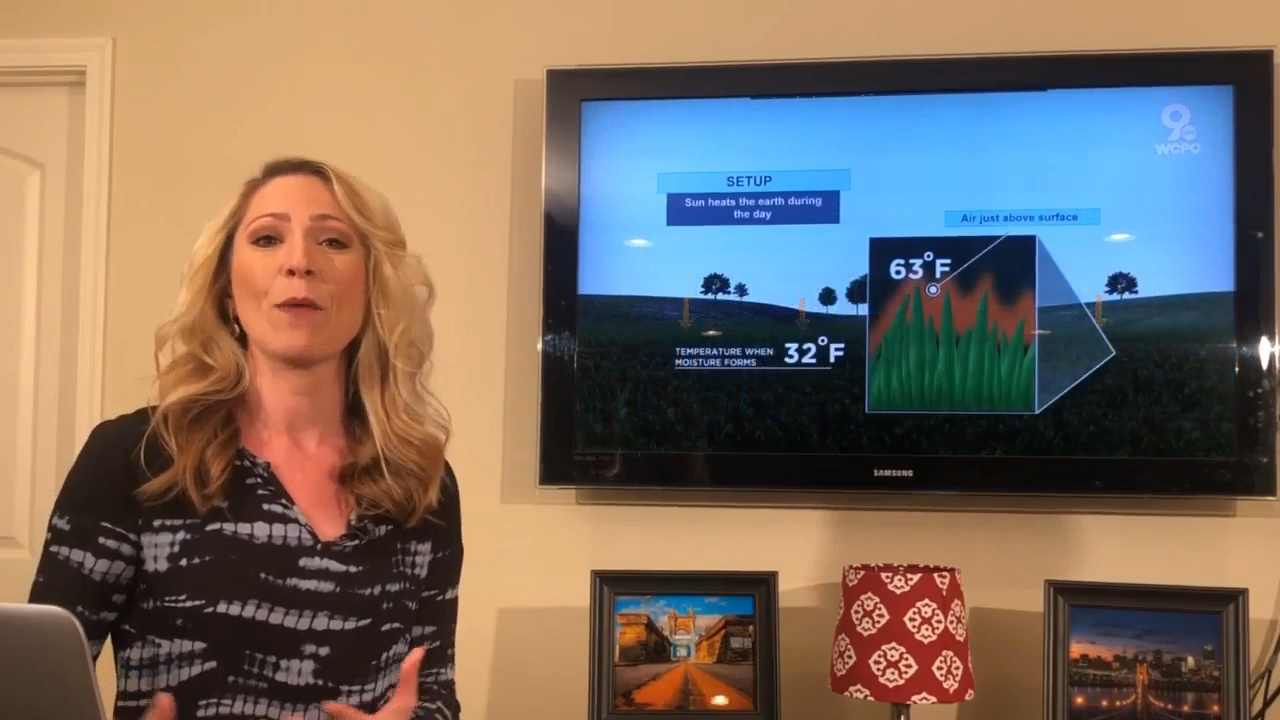 9
WCPO
SETUP
Sun heats the earth during
the day
Air just above surface
63°F
TEMPERATURE WHEN
MOISTURE FORMS
32°F
SAMSUNG